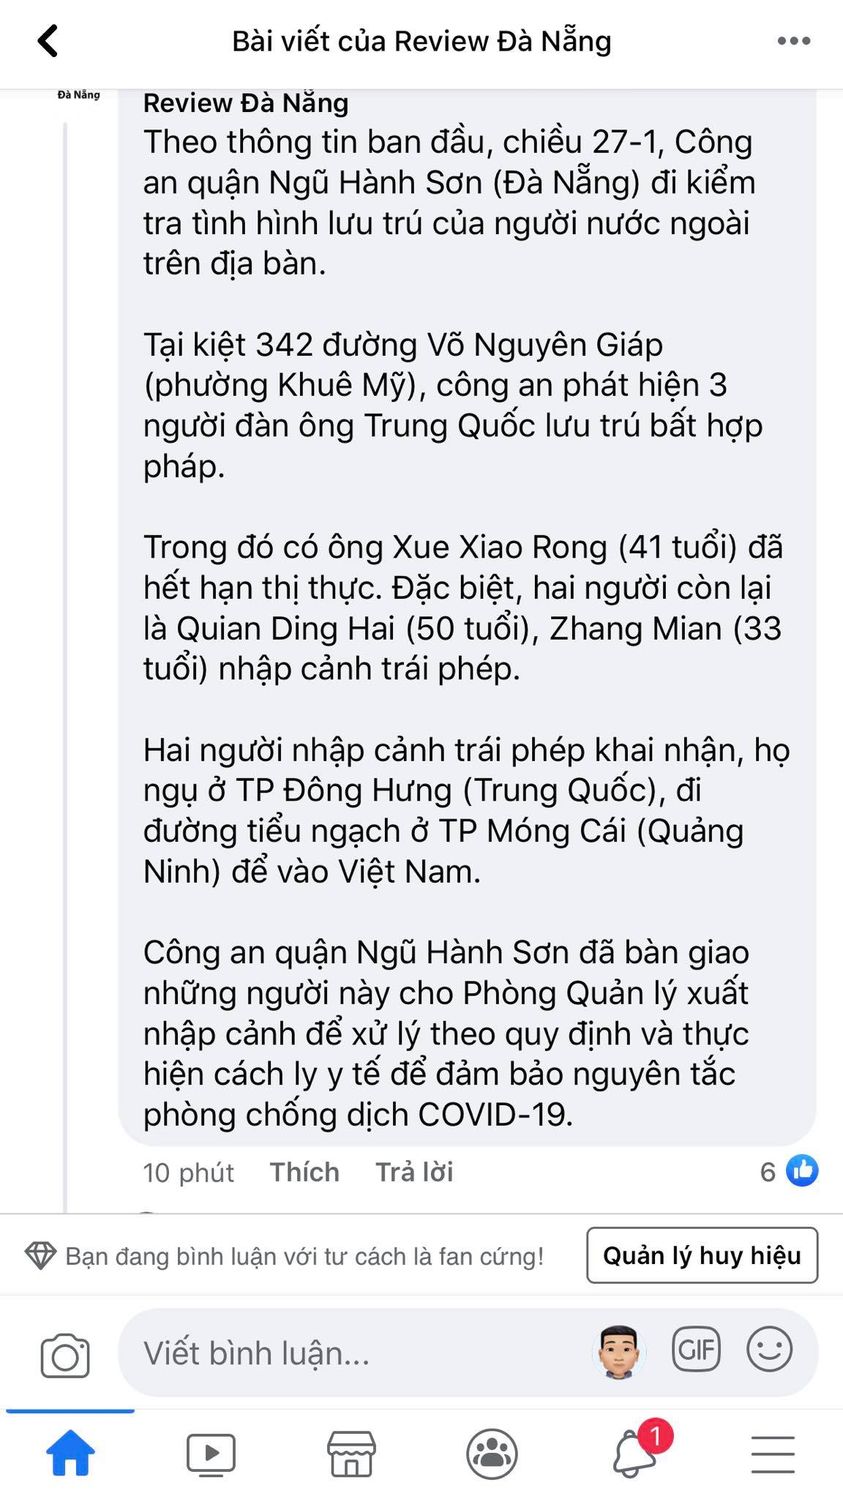 Bài viết của Review Đà Nẵng
Đà Nẵng
Review Đà Nẵng
Theo thông tin ban đầu, chiều 27-1, Công
an quận Ngũ Hành Sơn (Đà Nẵng) đi kiểm
tra tình hình lưu trú của người nước ngoài
trên địa bàn.
Tại kiệt 342 đường Võ Nguyên Giáp
(phường Khuê Mỹ), công an phát hiện 3
người đàn ông Trung Quốc lưu trú bất hợp
pháp.
Trong đó có ông Xue Xiao Rong (41 tuổi) đã
hết hạn thị thực. Đặc biệt, hai người còn lại
là Quian Ding Hai (50 tuổi), Zhang Mian (33
tuổi) nhập cảnh trái phép.
Hai người nhập cảnh trái phép khai nhận, họ
ngụ ở TP Đông Hưng (Trung Quốc), đi
đường tiểu ngạch ở TP Móng Cái (Quảng
Ninh) để vào Việt Nam.
Công an quận Ngũ Hành Sơn đã bàn giao
những người này cho Phòng Quản lý xuất
nhập cảnh để xử lý theo quy định và thực
hiện cách ly y tế để đảm bảo nguyên tắc
phòng chống dịch COVID-19.
10 phút Thích Trả lời 6
Bạn đang bình luận với tư cách là fan cứng! Quản lý huy hiệu
Viết bình luận... GIF
1